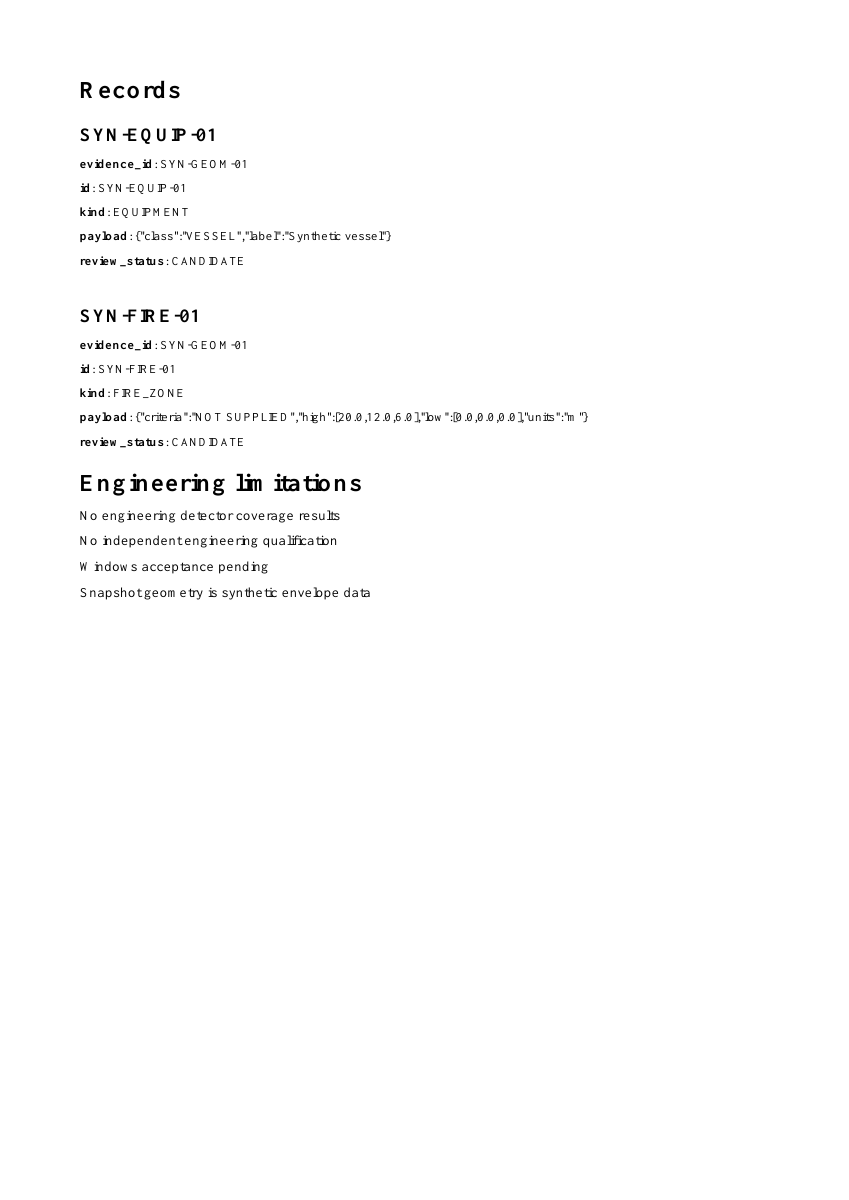 Records
SYN-EQUIP-01
evidence_id: SYN-GEOM-01
id: SYN-EQUIP-01
kind: EQUIPMENT
payload: {"class":"VESSEL","label":"Synthetic vessel"}
review_status: CANDIDATE
SYN-FIRE-01
evidence_id: SYN-GEOM-01
id: SYN-FIRE-01
kind: FIRE_ZONE
payload: {"criteria":"NOT SUPPLIED","high":[20.0,12.0,6.0],"low":[0.0,0.0,0.0],"units":"m"}
review_status: CANDIDATE
Engineering limitations
No engineering detector coverage results
No independent engineering qualification
Windows acceptance pending
Snapshot geometry is synthetic envelope data